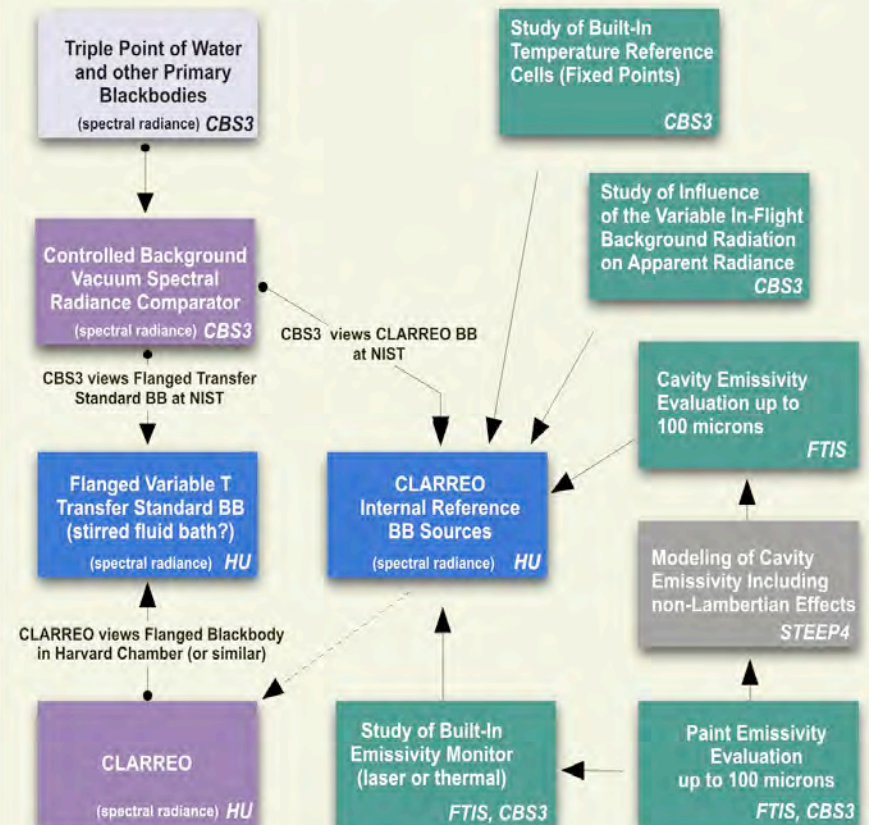 Triple Point of Water
and other Primary
Blackbodies
(spectral radiance) CBS3
Study of Built-In
Temperature Reference
Cells (Fixed Points)
CBS3
Study of Influence
of the Variable In-Flight
Background Radiation
on Apparent Radiance
CBS3
Controlled Background
Vacuum Spectral
Radiance Comparator
(spectral radiance) CBS3
CBS3 views CLARREO BB
at NIST
CBS3 views Flanged Transfer
Standard BB at NIST
Cavity Emissivity
Evaluation up to
100 microns
FTIS
Flanged Variable T
Transfer Standard BB
(stirred fluid bath?)
(spectral radiance) HU
CLARREO
Internal Reference
BB Sources
(spectral radiance) HU
Modeling of Cavity
Emissivity Including
non-Lambertian Effects
STEEP4
CLARREO views Flanged Blackbody
in Harvard Chamber (or similar)
CLARREO
(spectral radiance) HU
Study of Built-In
Emissivity Monitor
(laser or thermal)
FTIS, CBS3
Paint Emissivity
Evaluation
up to 100 microns
FTIS, CBS3